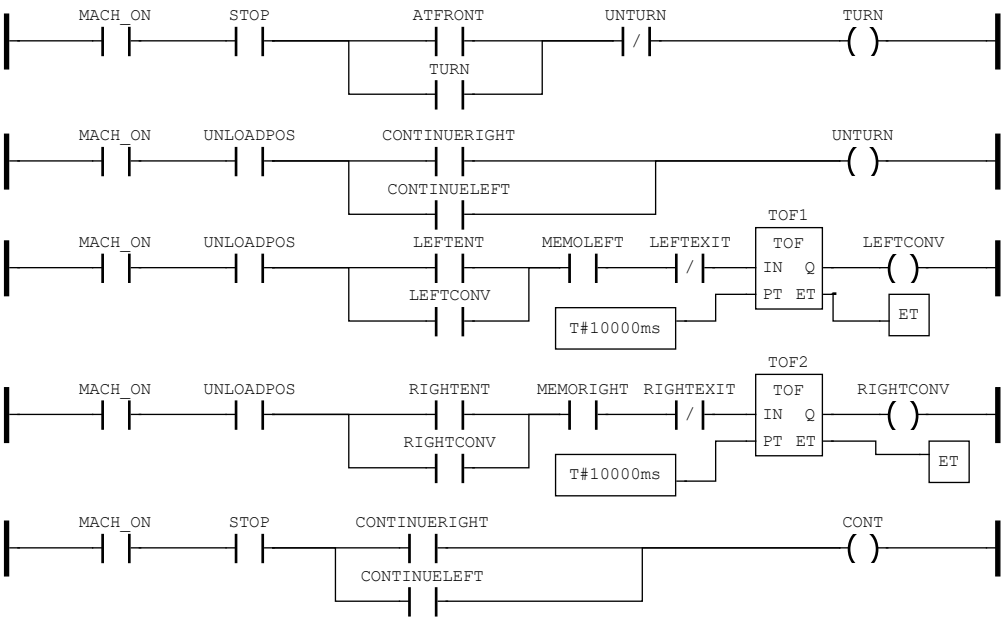 MACH_ON STOP ATFRONT UNTURN TURN
/
TURN
MACH_ON UNLOADPOS CONTINUERIGHT UNTURN
CONTINUELEFT
TOF1
MACH_ON UNLOADPOS LEFTENT MEMOLEFT LEFTEXIT TOF LEFTCONV
/ IN Q
LEFTCONV PT ET
T#10000ms ET
TOF2
MACH_ON UNLOADPOS RIGHTENT MEMORIGHT RIGHTEXIT TOF RIGHTCONV
/ IN Q
RIGHTCONV PT ET
T#10000ms ET
MACH_ON STOP CONTINUERIGHT CONT
CONTINUELEFT